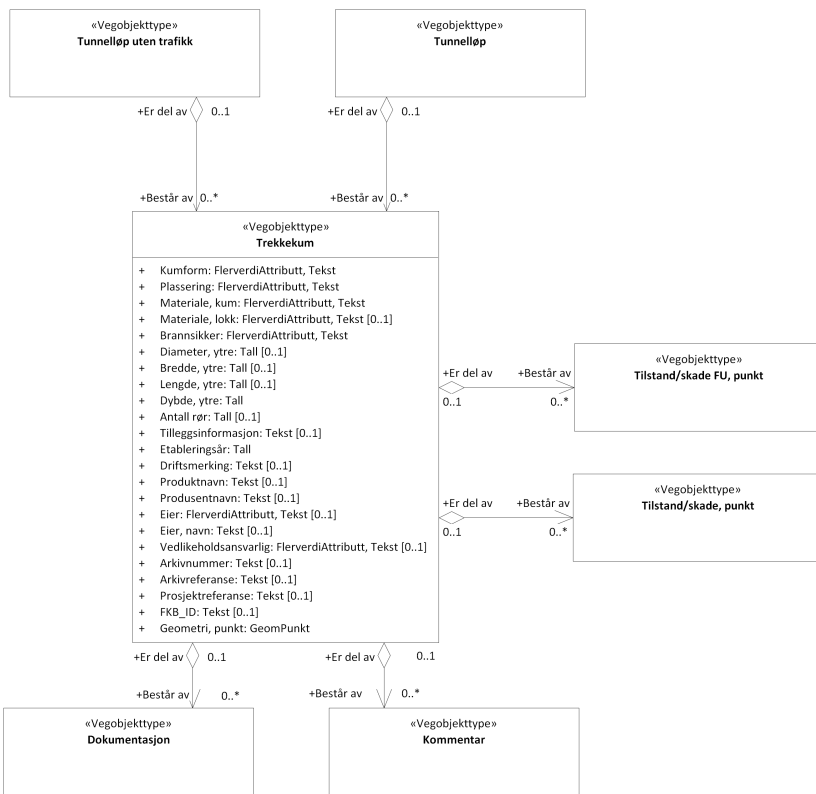 «Vegobjekttype»
Tunnelløp uten trafikk
«Vegobjekttype»
Tunnelløp
+Er del av 0..1
+Er del av 0..1
+Består av 0..*
+Består av 0..*
«Vegobjekttype»
Trekkekum
+ Kumform: FlerverdiAttributt, Tekst
+ Plassering: FlerverdiAttributt, Tekst
+ Materiale, kum: FlerverdiAttributt, Tekst
+ Materiale, lokk: FlerverdiAttributt, Tekst [0..1]
+ Brannsikker: FlerverdiAttributt, Tekst
+ Diameter, ytre: Tall [0..1]
+ Bredde, ytre: Tall [0..1]
+ Lengde, ytre: Tall [0..1]
+ Dybde, ytre: Tall
+ Antall rør: Tall [0..1]
+ Tilleggsinformasjon: Tekst [0..1]
+ Etableringsår: Tall
+ Driftsmerking: Tekst [0..1]
+ Produktnavn: Tekst [0..1]
+ Produsentnavn: Tekst [0..1]
+ Eier: FlerverdiAttributt, Tekst [0..1]
+ Eier, navn: Tekst [0..1]
+ Vedlikeholdsansvarlig: FlerverdiAttributt, Tekst [0..1]
+ Arkivnummer: Tekst [0..1]
+ Arkivreferanse: Tekst [0..1]
+ Prosjektreferanse: Tekst [0..1]
+ FKB_ID: Tekst [0..1]
+ Geometri, punkt: GeomPunkt
+Er del av +Består av
0..1 0..*
«Vegobjekttype»
Tilstand/skade FU, punkt
+Er del av +Består av
0..1 0..*
«Vegobjekttype»
Tilstand/skade, punkt
+Er del av 0..1
+Er del av 0..1
+Består av 0..*
+Består av 0..*
«Vegobjekttype»
Dokumentasjon
«Vegobjekttype»
Kommentar